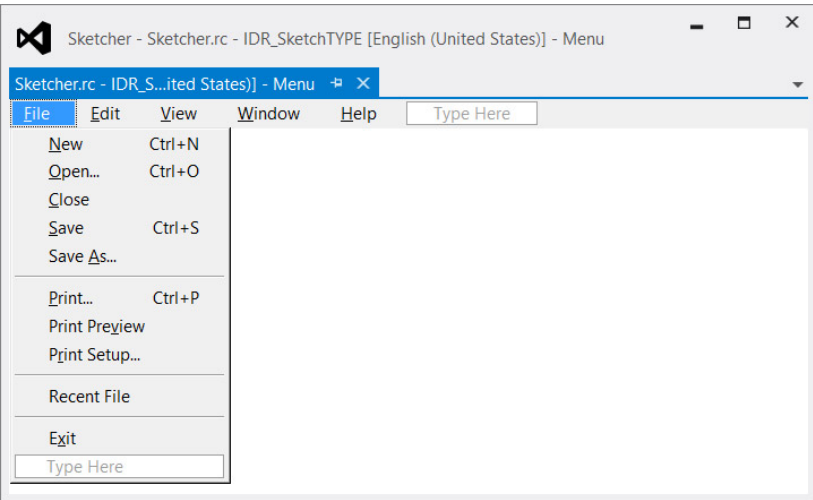 Sketcher - Sketcher.rc - IDR_SketchTYPE [English (United States)] - Menu
Sketcher.rc - IDR_S...ited States)] - Menu
File Edit View Window Help Type Here
New Ctrl+N
Open... Ctrl+O
Close
Save Ctrl+S
Save As...
Print... Ctrl+P
Print Preview
Print Setup...
Recent File
Exit
Type Here